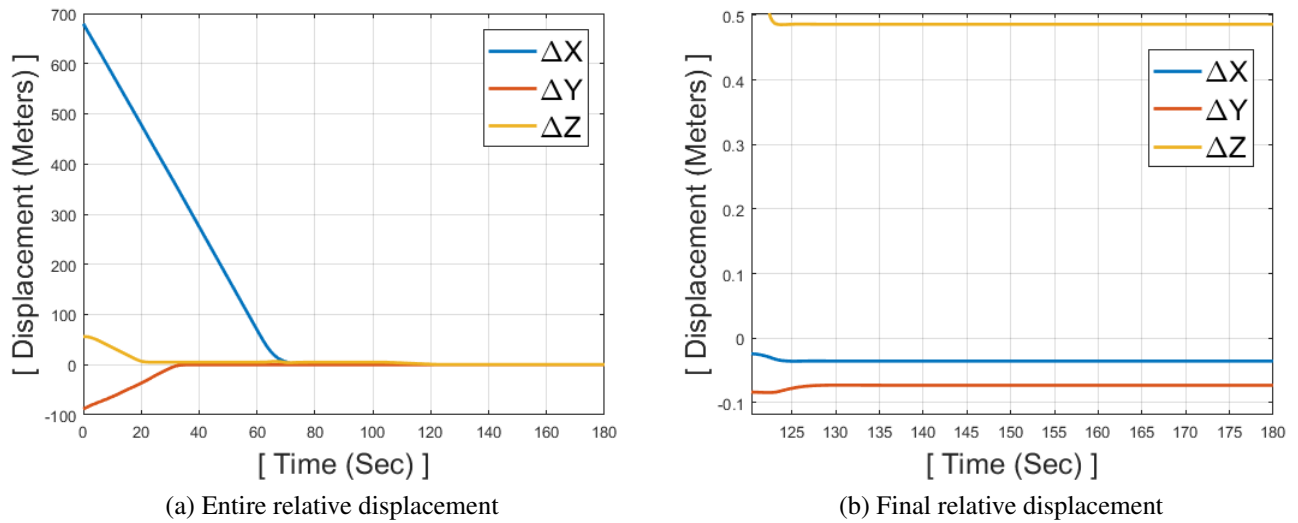 700
600
500
400
300
200
100
0
-100
0 20 40 60 80 100 120 140 160 180
[ Displacement (Meters) ]
[ Time (Sec) ]
ΔX
ΔY
ΔZ
(a) Entire relative displacement
0.5
0.4
0.3
0.2
0.1
0
-0.1
125 130 135 140 145 150 155 160 165 170 175 180
[ Displacement (Meters) ]
[ Time (Sec) ]
ΔX
ΔY
ΔZ
(b) Final relative displacement